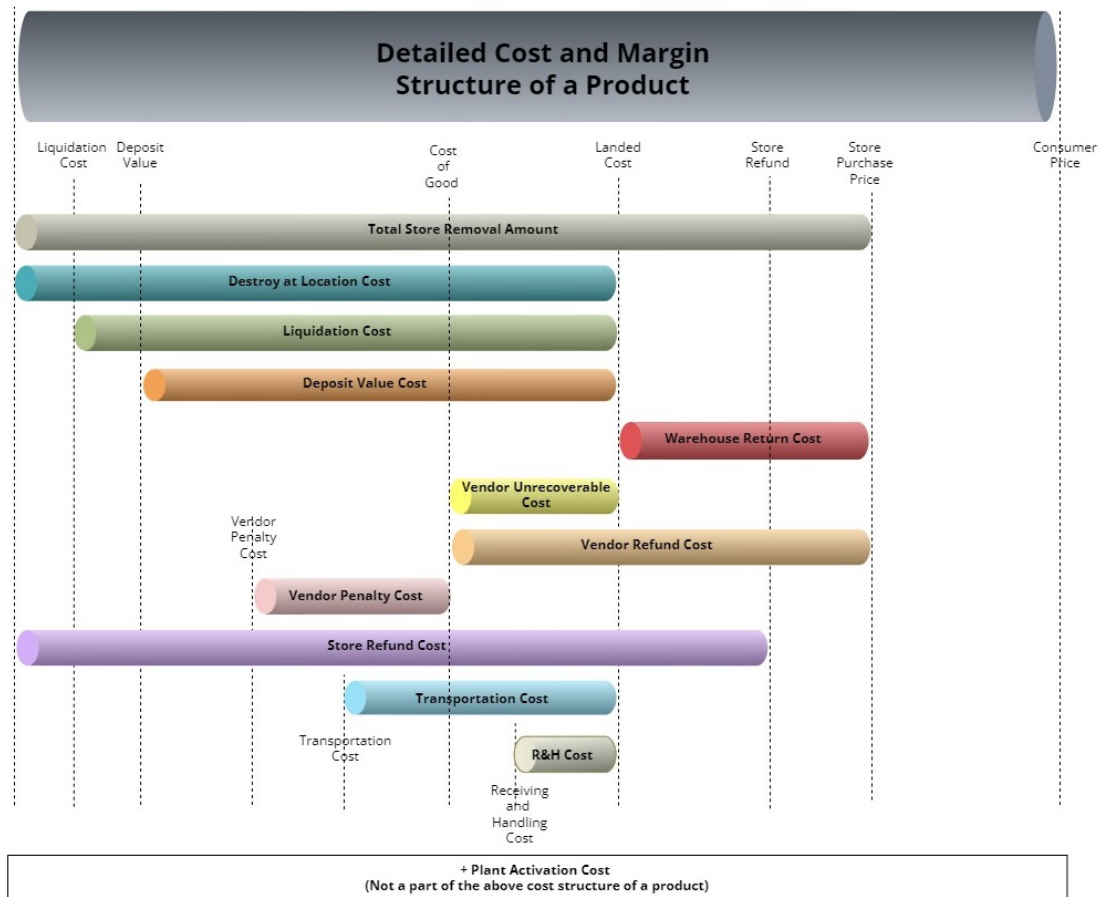 Detailed Cost and Margin
Structure of a Product
Liquidation
Cost
Deposit
Value
Cost
of
Good
Landed
Cost
Store
Refund
Store
Purchase
Price
Consumer
Price
Total Store Removal Amount
Destroy at Location Cost
Liquidation Cost
Deposit Value Cost
Warehouse Return Cost
Vendor Unrecoverable
Cost
Vendor
Penalty
Cost
Vendor Refund Cost
Vendor Penalty Cost
Store Refund Cost
Transportation Cost
Transportation
Cost
R&H Cost
Receiving
and
Handling
Cost
+ Plant Activation Cost
(Not a part of the above cost structure of a product)